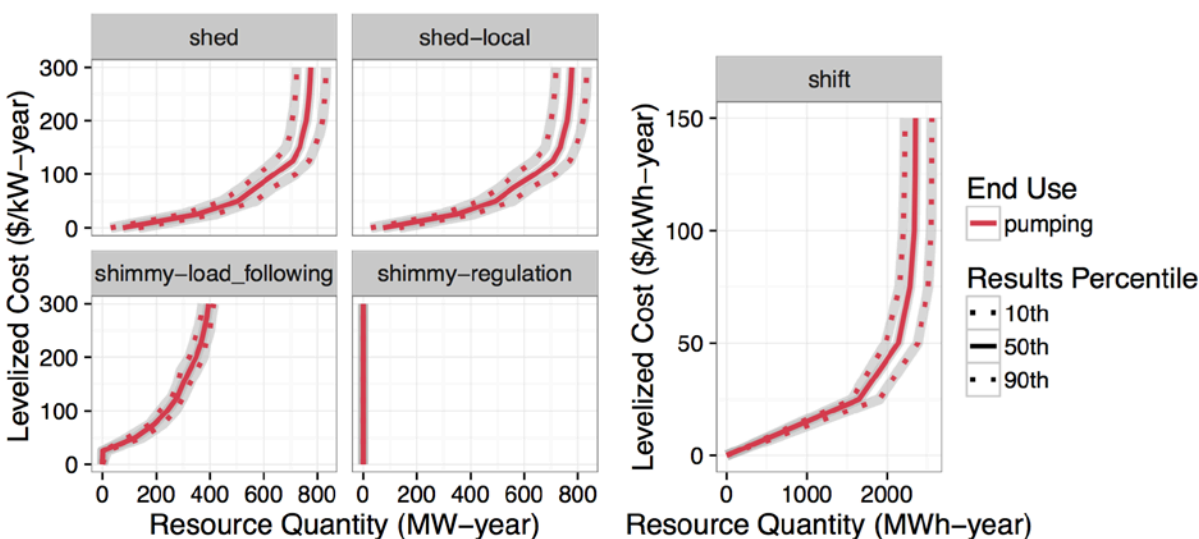 shed
shed-local
300
200
100
0
Levelized Cost ($/kW-year)
shimmy-load_following
shimmy-regulation
300
200
100
0
0 200 400 600 800
0 200 400 600 800
Resource Quantity (MW-year)
shift
150
100
50
0
Levelized Cost ($/kWh-year)
0 1000 2000
Resource Quantity (MWh-year)
End Use
pumping
Results Percentile
10th
50th
90th